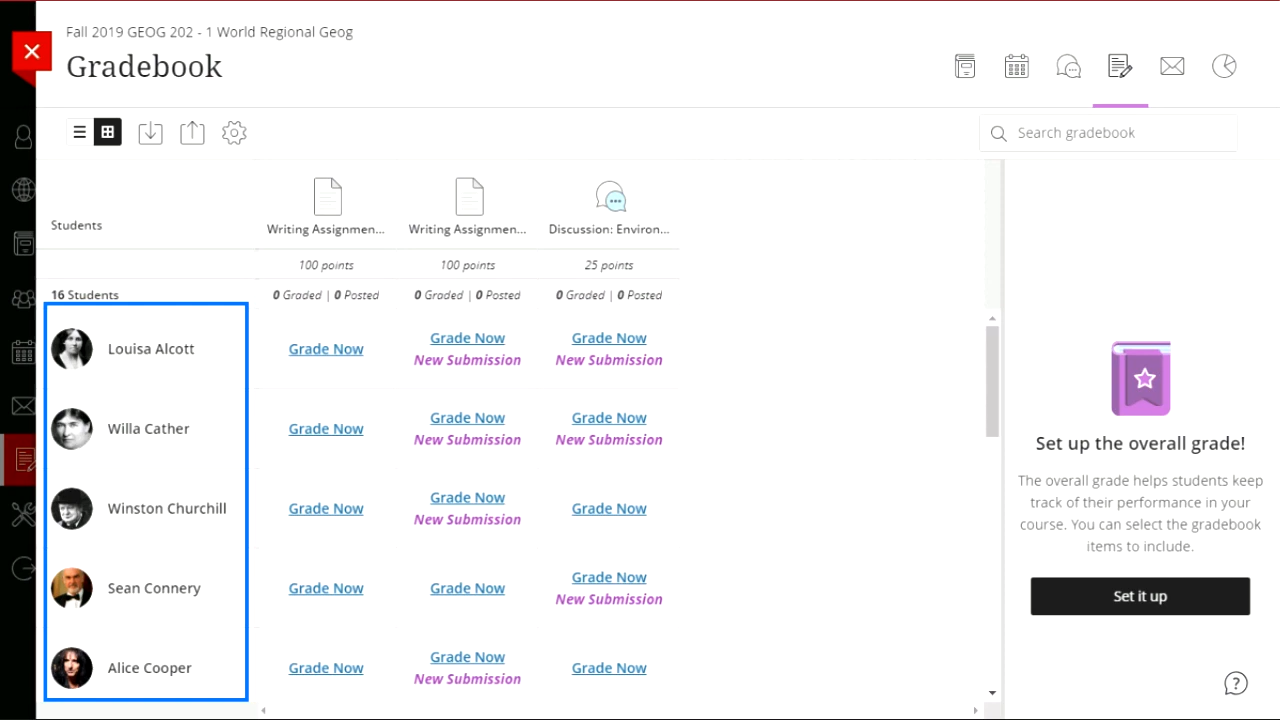 Fall 2019 GEOG 202 - 1 World Regional Geog
Gradebook
Search gradebook
Students
Writing Assignmen...
Writing Assignmen...
Discussion: Environ...
100 points
100 points
25 points
16 Students
0 Graded | 0 Posted
0 Graded | 0 Posted
0 Graded | 0 Posted
Louisa Alcott
Grade Now
Grade Now
New Submission
Grade Now
New Submission
Willa Cather
Grade Now
Grade Now
New Submission
Grade Now
New Submission
Winston Churchill
Grade Now
Grade Now
New Submission
Grade Now
Sean Connery
Grade Now
Grade Now
Grade Now
New Submission
Alice Cooper
Grade Now
Grade Now
New Submission
Grade Now
Set up the overall grade!
The overall grade helps students keep
track of their performance in your
course. You can select the gradebook
items to include.
Set it up